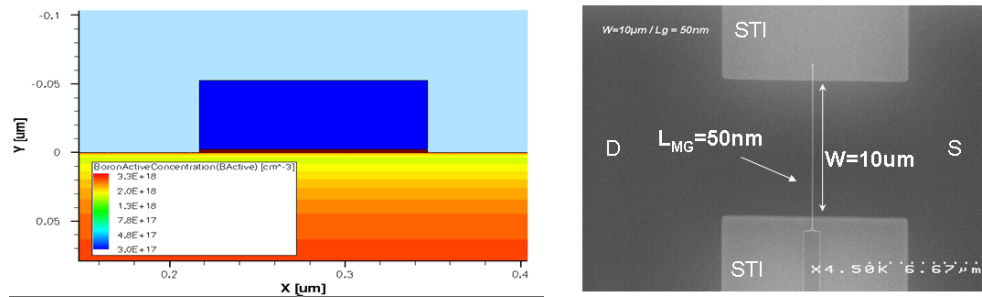 -0.1
-0.05
0
0.05
Y [um]
BoronActiveConcentration(BActive) [cm^-3]
3.3E+18
2.0E+18
1.3E+18
7.8E+17
4.8E+17
3.0E+17
0.2
0.3
0.4
X [um]
W=10µm / Lg = 50nm
STI
D
LMG=50nm
W=10um
S
STI
X4.50K 6.67µm